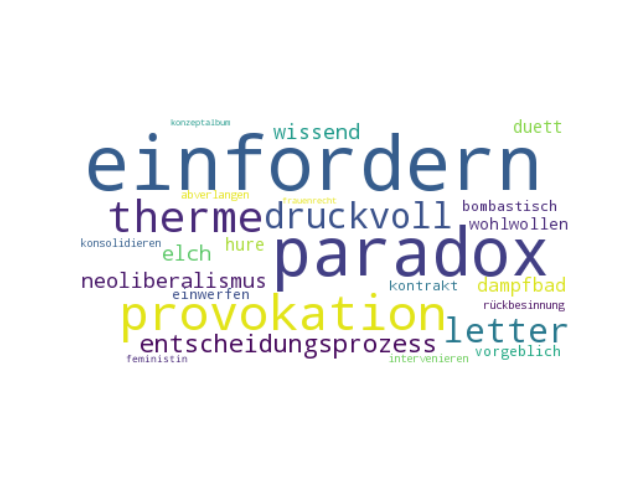 konzeptalbum
duett
wissend
einfordern
abverlangen
frauenrecht
bombastisch
therme druckvoll
wohlwollen
konsolidieren
hure
elch
paradox
neoliberalismus
kontrakt
dampfbad
einwerfen
rückbesinnung
provokation
letter
entscheidungsprozess
vorgeblich
feministin
intervenieren